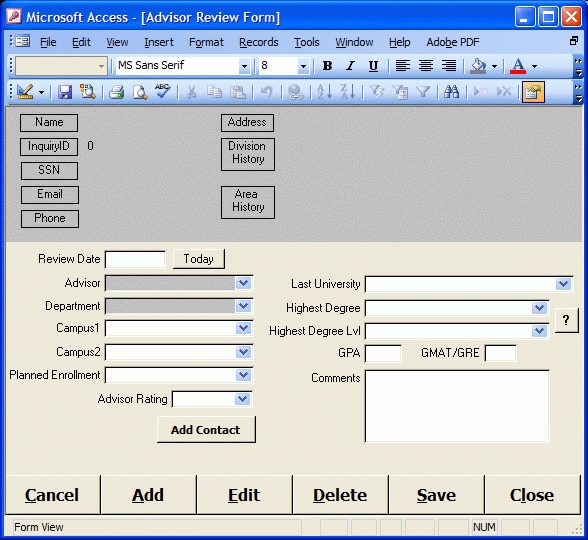 Microsoft Access - [Advisor Review Form]
File Edit View Insert Format Records Tools Window Help Adobe PDF
MS Sans Serif 8 B I U A
Name Address
InquiryID 0 Division History
SSN
Email Area History
Phone
Review Date Today
Advisor Last University
Department Highest Degree
Campus1 Highest Degree Lvl ?
Campus2 GPA GMAT/GRE
Planned Enrollment Comments
Advisor Rating
Add Contact
Cancel Add Edit Delete Save Close
Form View NUM